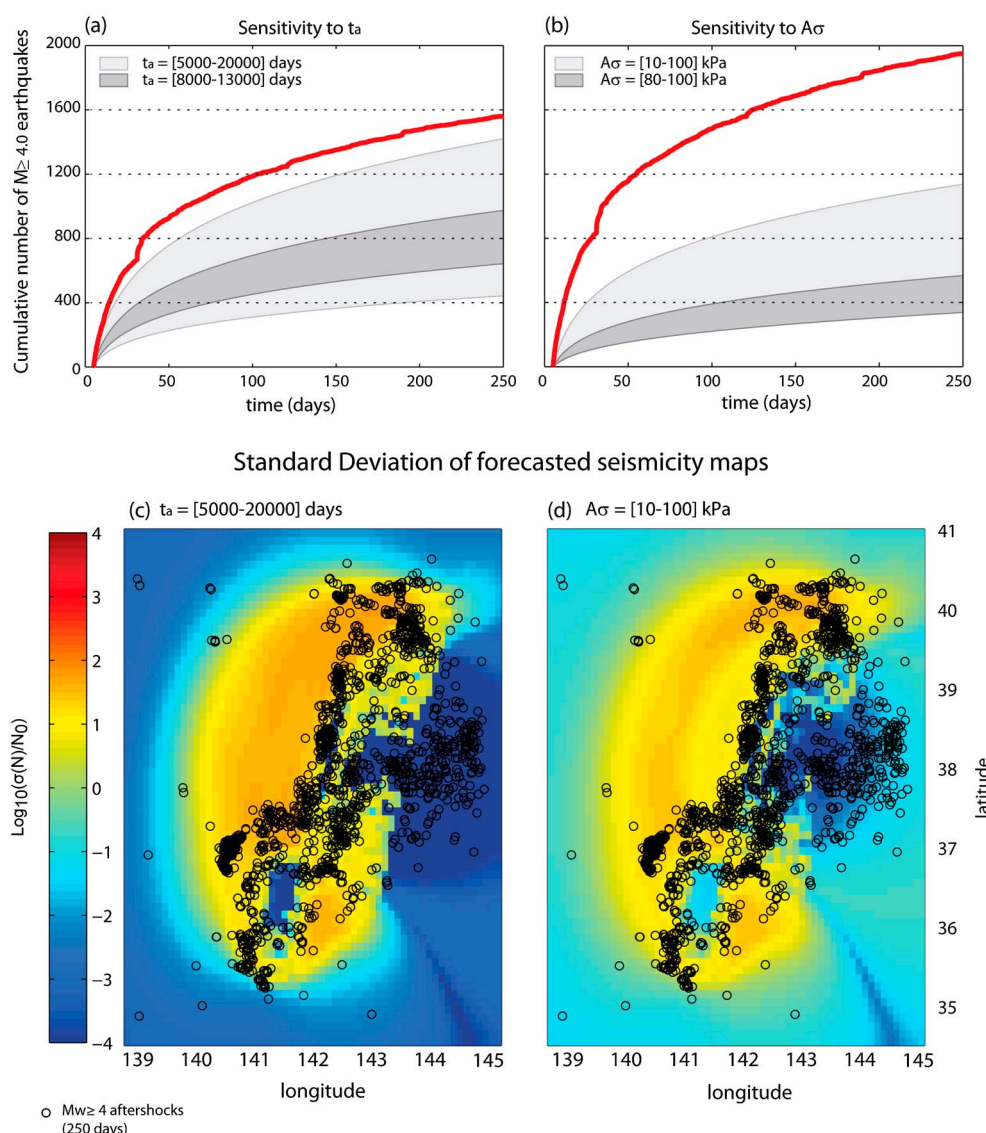 (a) Sensitivity to ta
(b) Sensitivity to Aσ
Cumulative number of M≥ 4.0 earthquakes
2000
1600
1200
800
400
0
ta = [5000-20000] days
ta = [8000-13000] days
Aσ = [10-100] kPa
Aσ = [80-100] kPa
0 50 100 150 200 250
0 50 100 150 200 250
time (days)
time (days)
Standard Deviation of forecasted seismicity maps
(c) ta = [5000-20000] days
(d) Aσ = [10-100] kPa
Log10(σ(N)/N0)
4
3
2
1
0
−1
−2
−3
−4
41
40
39
38
37
36
35
latitude
139 140 141 142 143 144 145
139 140 141 142 143 144 145
longitude
longitude
Mw≥ 4 aftershocks
(250 days)